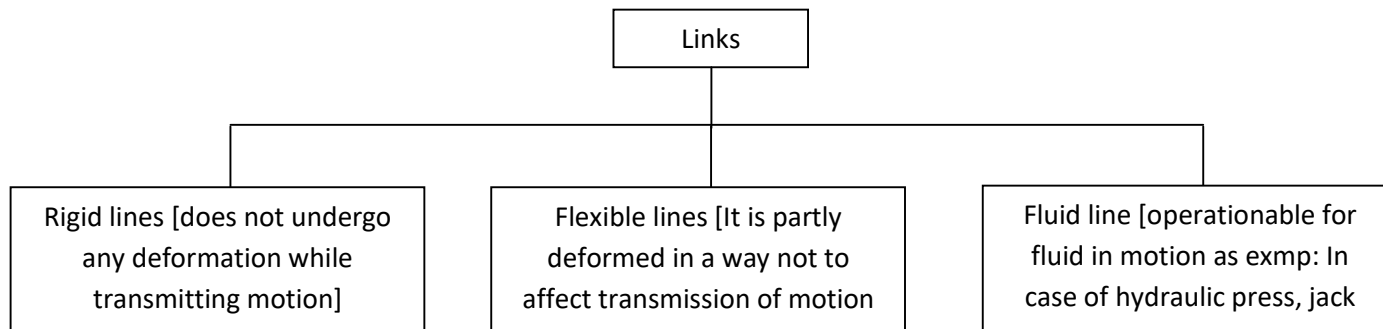 Links
Rigid lines [does not undergo
any deformation while
transmitting motion]
Flexible lines [It is partly
deformed in a way not to
affect transmission of motion
Fluid line [operationable for
fluid in motion as exmp: In
case of hydraulic press, jack